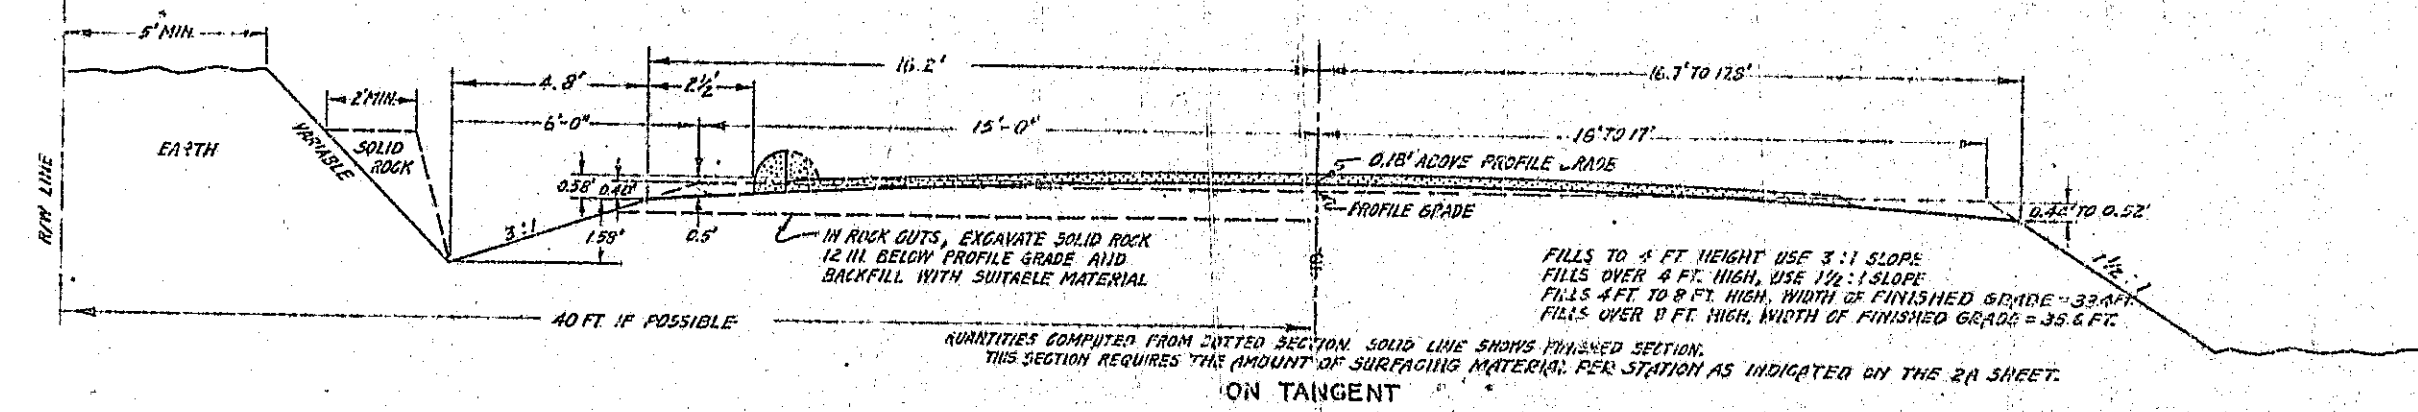 5' MIN.
16.2'
16.7' TO 17.8'
4.8'
2½'
2' MIN.
6'-0"
15'-0"
16' TO 17'
EARTH
VARIABLE
SOLID
ROCK
R/W LINE
0.58'
0.40'
0.18' ABOVE PROFILE GRADE
PROFILE GRADE
0.42' TO 0.52'
3:1
1.58'
0.5'
IN ROCK CUTS, EXCAVATE SOLID ROCK
12 IN. BELOW PROFILE GRADE AND
BACKFILL WITH SUITABLE MATERIAL
1½:1
FILLS TO 4 FT HEIGHT USE 3:1 SLOPE
FILLS OVER 4 FT. HIGH, USE 1½:1 SLOPE
FILLS 4 FT. TO 8 FT. HIGH, WIDTH OF FINISHED GRADE = 33.4 FT.
FILLS OVER 8 FT. HIGH, WIDTH OF FINISHED GRADE = 35.6 FT.
40 FT. IF POSSIBLE
QUANTITIES COMPUTED FROM DOTTED SECTION. SOLID LINE SHOWS FINISHED SECTION.
THIS SECTION REQUIRES THE AMOUNT OF SURFACING MATERIAL PER STATION AS INDICATED ON THE 2A SHEET.
ON TANGENT